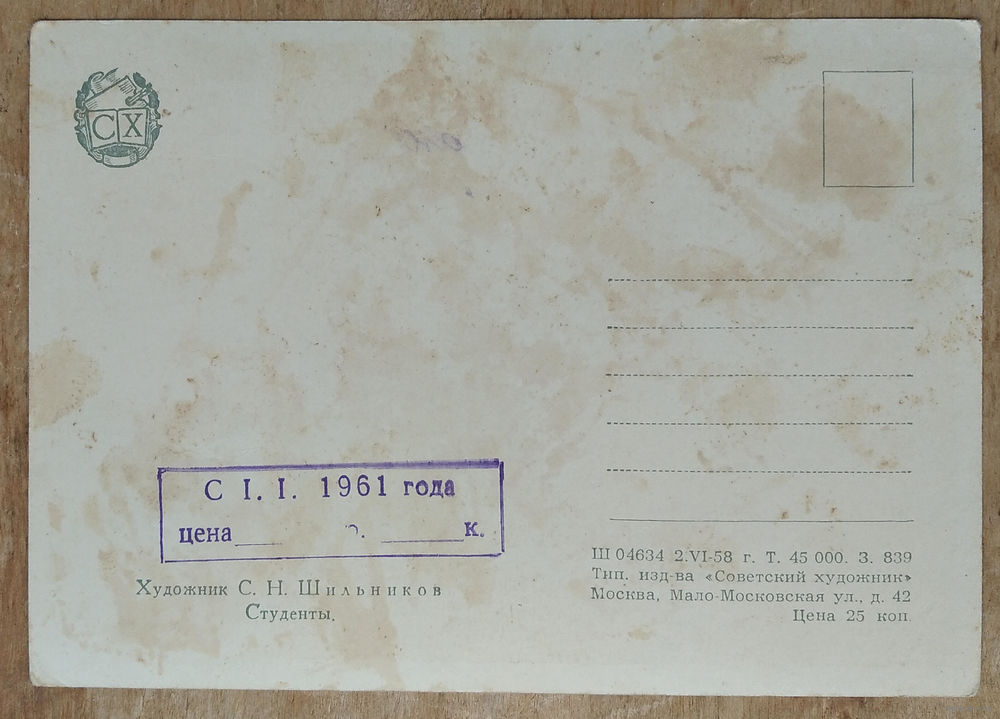 СХ
С I. I. 1961 года
цена р. к.
Художник С. Н. Шильников
Студенты.
Ш 04634 2.VI-58 г. Т. 45 000. З. 839
Тип. изд-ва «Советский художник»
Москва, Мало-Московская ул., д. 42
Цена 25 коп.